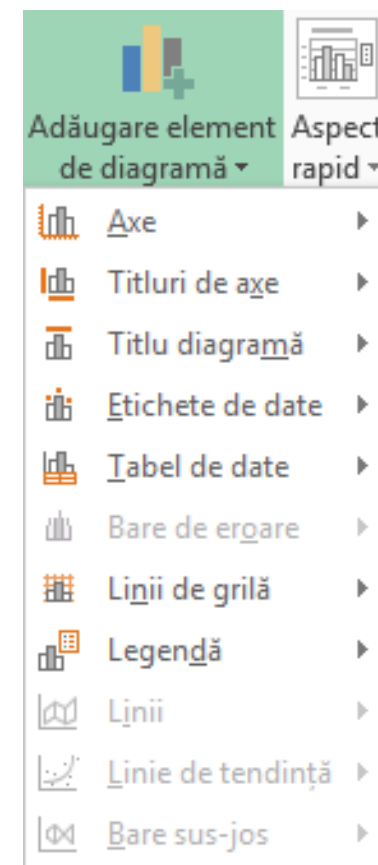 Adăugare element
de diagramă
Aspect
rapid
Axe
Titluri de axe
Titlu diagramă
Etichete de date
Tabel de date
Bare de eroare
Linii de grilă
Legendă
Linii
Linie de tendință
Bare sus-jos